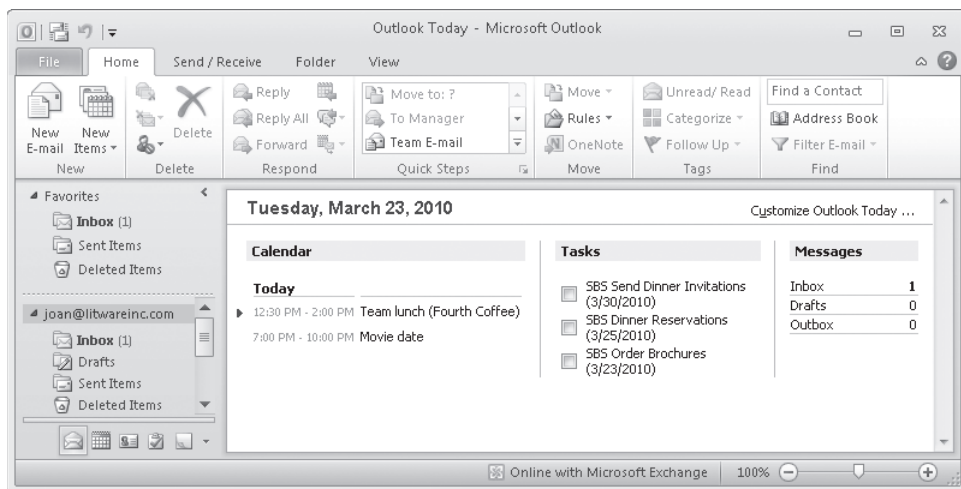 Outlook Today - Microsoft Outlook
File Home Send / Receive Folder View
New E-mail
New Items
New
Delete
Delete
Reply
Reply All
Forward
Respond
Move to: ?
To Manager
Team E-mail
Quick Steps
Move
Rules
OneNote
Move
Unread/ Read
Categorize
Follow Up
Tags
Find a Contact
Address Book
Filter E-mail
Find
Favorites
Inbox (1)
Sent Items
Deleted Items
joan@litwareinc.com
Inbox (1)
Drafts
Sent Items
Deleted Items
Tuesday, March 23, 2010
Customize Outlook Today ...
Calendar
Today
12:30 PM - 2:00 PM Team lunch (Fourth Coffee)
7:00 PM - 10:00 PM Movie date
Tasks
SBS Send Dinner Invitations
(3/30/2010)
SBS Dinner Reservations
(3/25/2010)
SBS Order Brochures
(3/23/2010)
Messages
Inbox 1
Drafts 0
Outbox 0
Online with Microsoft Exchange 100%